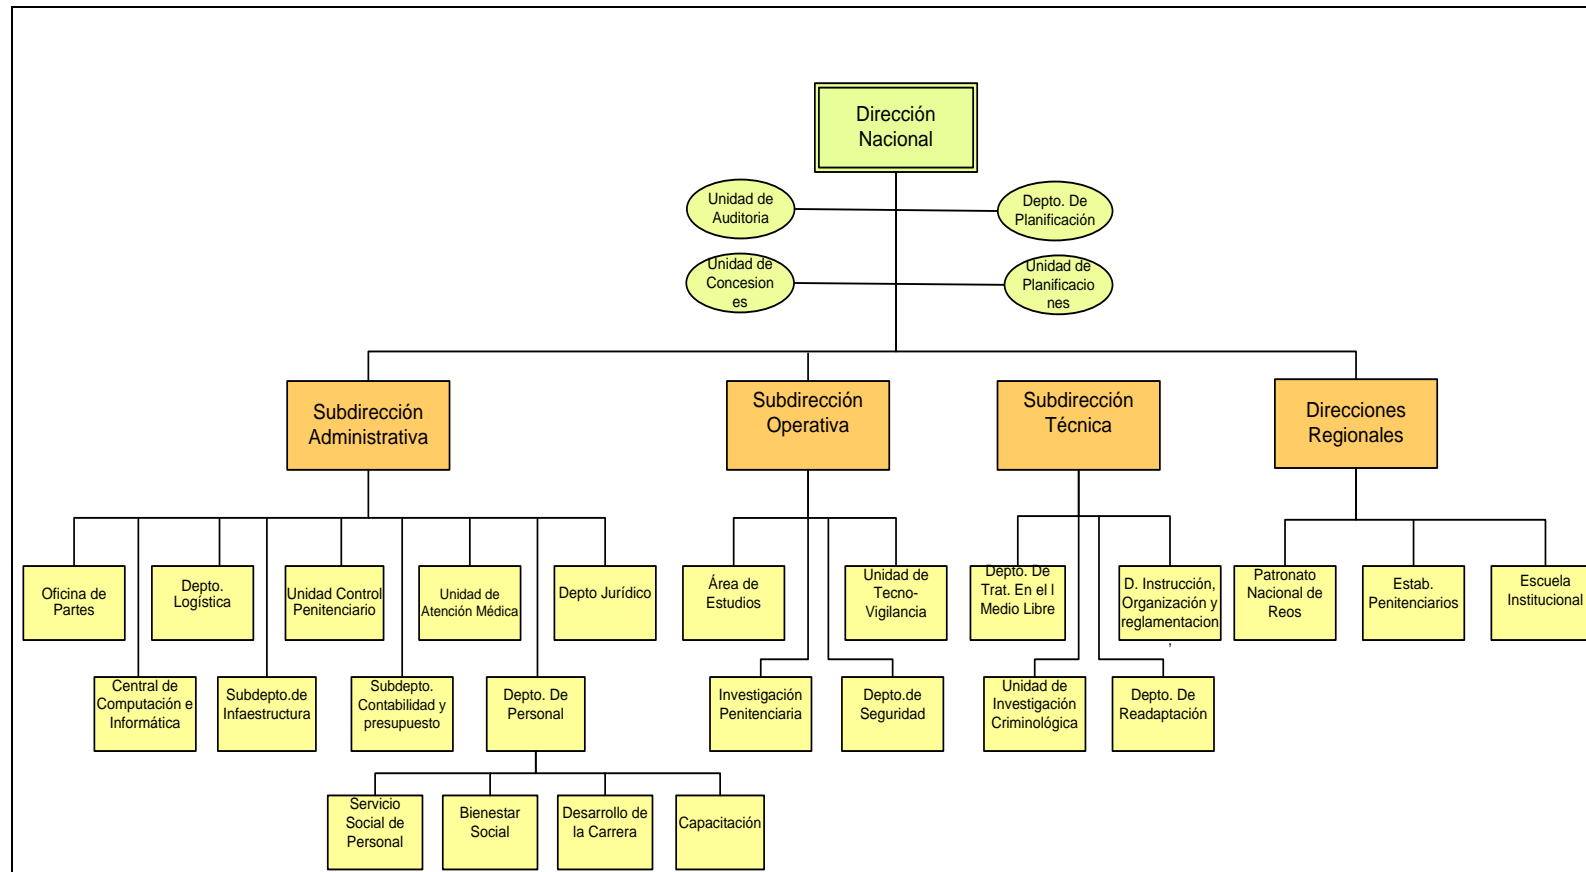 Dirección
Nacional
Unidad de
Auditoria
Depto. De
Planificación
Unidad de
Concesion
es
Unidad de
Planificacio
nes
Subdirección
Administrativa
Subdirección
Operativa
Subdirección
Técnica
Direcciones
Regionales
Oficina de
Partes
Depto.
Logística
Unidad Control
Penitenciario
Unidad de
Atención Médica
Depto Jurídico
Área de
Estudios
Unidad de
Tecno-
Vigilancia
Depto. De
Trat. En el l
Medio Libre
D. Instrucción,
Organización y
reglamentacion
,
Patronato
Nacional de
Reos
Estab.
Penitenciarios
Escuela
Institucional
Central de
Computación e
Informática
Subdepto.de
Infaestructura
Subdepto.
Contabilidad y
presupuesto
Depto. De
Personal
Investigación
Penitenciaria
Depto.de
Seguridad
Unidad de
Investigación
Criminológica
Depto. De
Readaptación
Servicio
Social de
Personal
Bienestar
Social
Desarrollo de
la Carrera
Capacitación